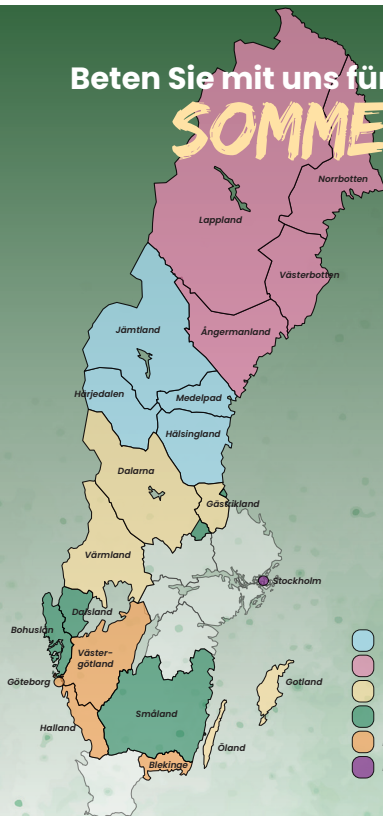 Beten Sie mit uns für
SOMME
Norrbotten
Lappland
Västerbotten
Jämtland
Ångermanland
Härjedalen
Medelpad
Hälsingland
Dalarna
Gästrikland
Värmland
Stockholm
Dalsland
Bohuslän
Väster-
götland
Göteborg
Gotland
Småland
Halland
Öland
Blekinge